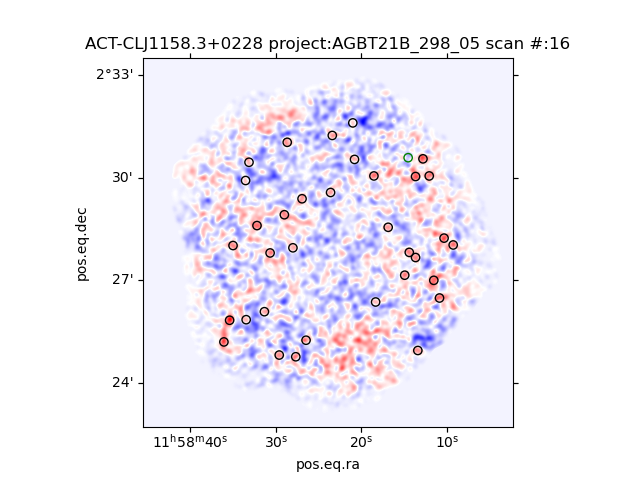 ACT-CLJ1158.3+0228 project:AGBT21B_298_05 scan #:16
2°33'
30'
27'
24'
pos.eq.dec
11ʰ58ᵐ40ˢ 30ˢ 20ˢ 10ˢ
pos.eq.ra